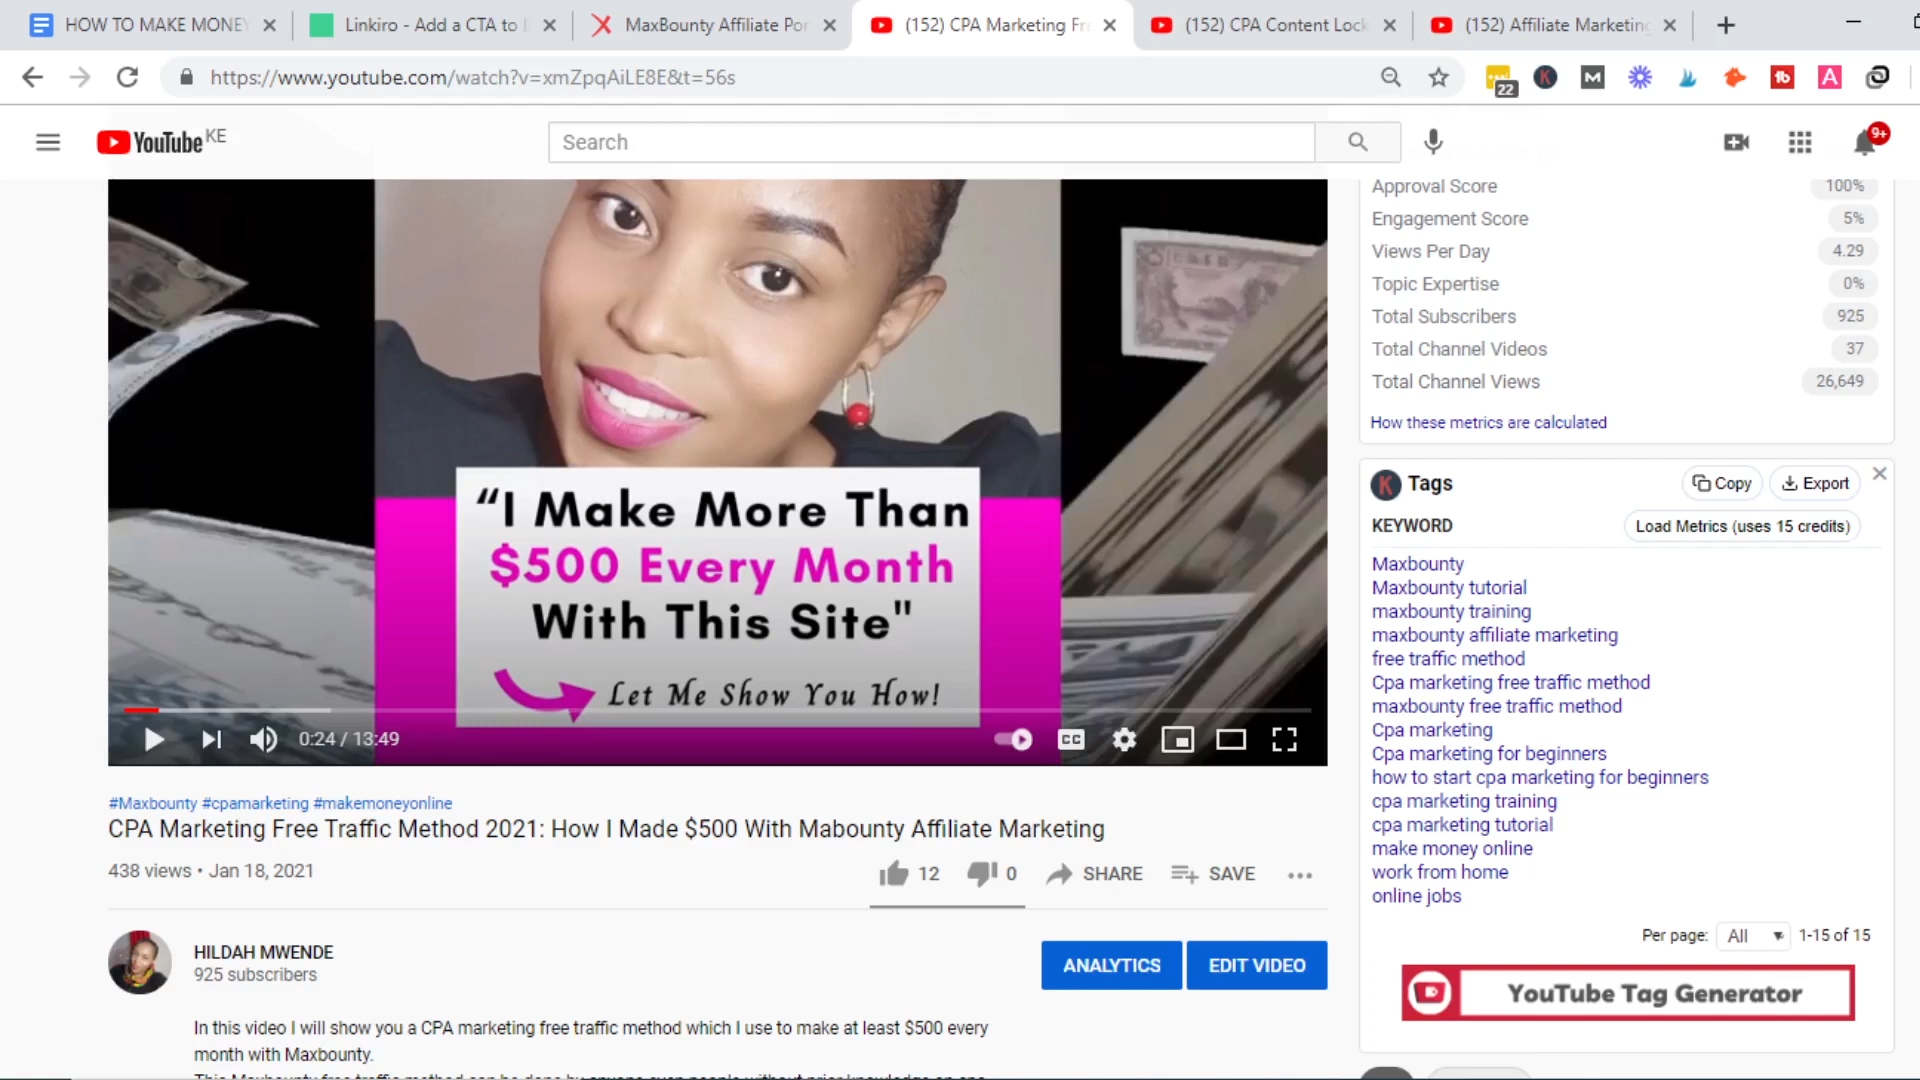 HOW TO MAKE MONEY
Linkiro - Add a CTA to
MaxBounty Affiliate Por
(152) CPA Marketing Fr
(152) CPA Content Lock
(152) Affiliate Marketing
https://www.youtube.com/watch?v=xmZpqAiLE8E&t=56s
22
K
M
tb
A
YouTube KE
Search
9+
Approval Score 100%
Engagement Score 5%
Views Per Day 4.29
Topic Expertise 0%
Total Subscribers 925
Total Channel Videos 37
Total Channel Views 26,649
How these metrics are calculated
“I Make More Than
$500 Every Month
With This Site"
Let Me Show You How!
0:24 / 13:49
CC
K Tags Copy Export
KEYWORD Load Metrics (uses 15 credits)
Maxbounty
Maxbounty tutorial
maxbounty training
maxbounty affiliate marketing
free traffic method
Cpa marketing free traffic method
maxbounty free traffic method
Cpa marketing
Cpa marketing for beginners
how to start cpa marketing for beginners
cpa marketing training
cpa marketing tutorial
make money online
work from home
online jobs
Per page: All 1-15 of 15
YouTube Tag Generator
#Maxbounty #cpamarketing #makemoneyonline
CPA Marketing Free Traffic Method 2021: How I Made $500 With Mabounty Affiliate Marketing
438 views • Jan 18, 2021
12 0 SHARE SAVE
HILDAH MWENDE
925 subscribers
ANALYTICS EDIT VIDEO
In this video I will show you a CPA marketing free traffic method which I use to make at least $500 every
month with Maxbounty.